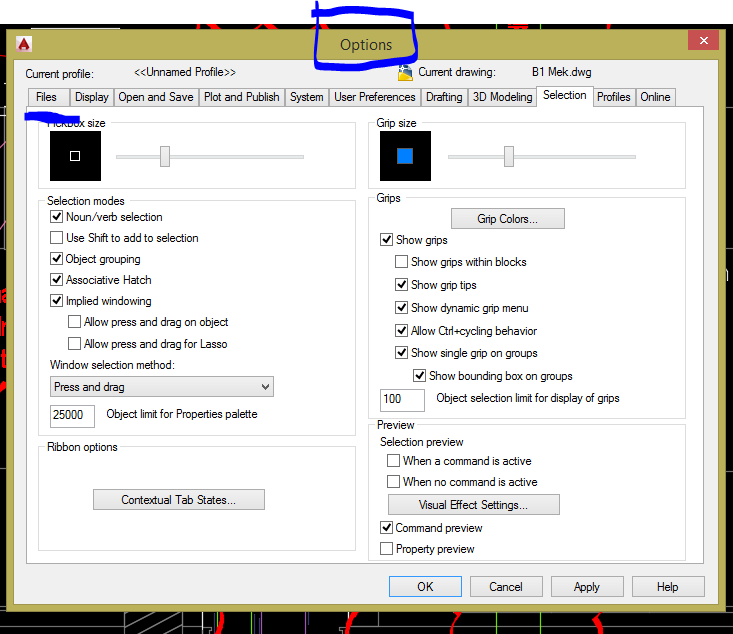 Options
Current profile: <<Unnamed Profile>> Current drawing: B1 Mek.dwg
Files Display Open and Save Plot and Publish System User Preferences Drafting 3D Modeling Selection Profiles Online
Pickbox size
Grip size
Selection modes
Noun/verb selection
Use Shift to add to selection
Object grouping
Associative Hatch
Implied windowing
Allow press and drag on object
Allow press and drag for Lasso
Window selection method:
Press and drag
25000 Object limit for Properties palette
Ribbon options
Contextual Tab States...
Grips
Grip Colors...
Show grips
Show grips within blocks
Show grip tips
Show dynamic grip menu
Allow Ctrl+cycling behavior
Show single grip on groups
Show bounding box on groups
100 Object selection limit for display of grips
Preview
Selection preview
When a command is active
When no command is active
Visual Effect Settings...
Command preview
Property preview
OK Cancel Apply Help